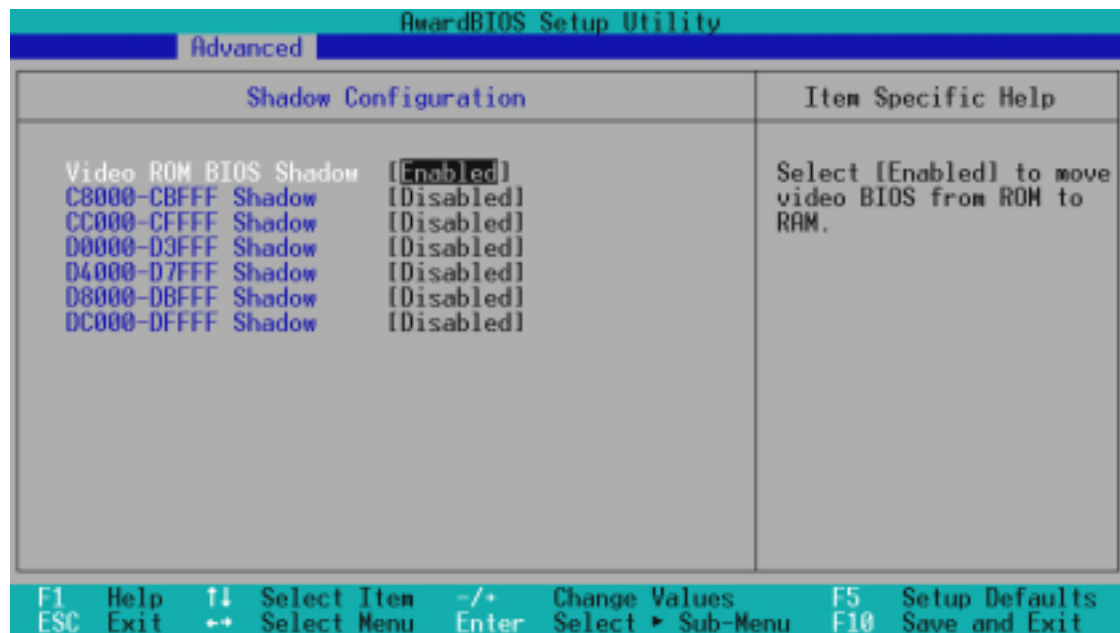 AwardBIOS Setup Utility
Advanced
Shadow Configuration
Item Specific Help
Video ROM BIOS Shadow [Enabled]
C8000-CBFFF Shadow [Disabled]
CC000-CFFFF Shadow [Disabled]
D0000-D3FFF Shadow [Disabled]
D4000-D7FFF Shadow [Disabled]
D8000-DBFFF Shadow [Disabled]
DC000-DFFFF Shadow [Disabled]
Select [Enabled] to move
video BIOS from ROM to
RAM.
F1 Help ↑↓ Select Item -/+ Change Values F5 Setup Defaults
ESC Exit ←→ Select Menu Enter Select ► Sub-Menu F10 Save and Exit